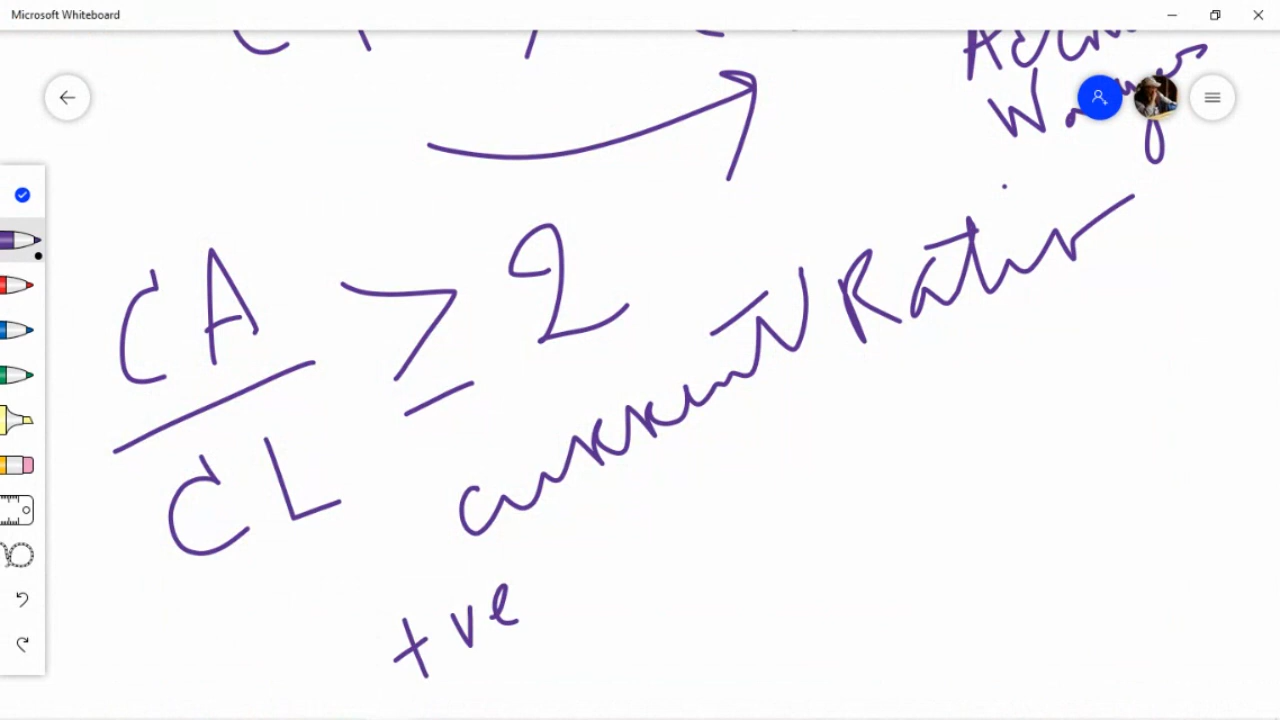 Microsoft Whiteboard
CA ≥ 2
CL
current Ratio
+ve